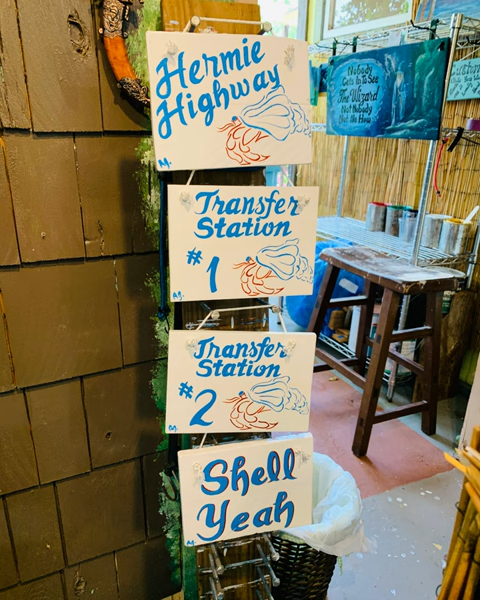 Hermie
Highway
Transfer
Station
#1
Transfer
Station
#2
Shell
Yeah
Nobody
Gets In To See
The Wizard
Not Nobody
Not No How